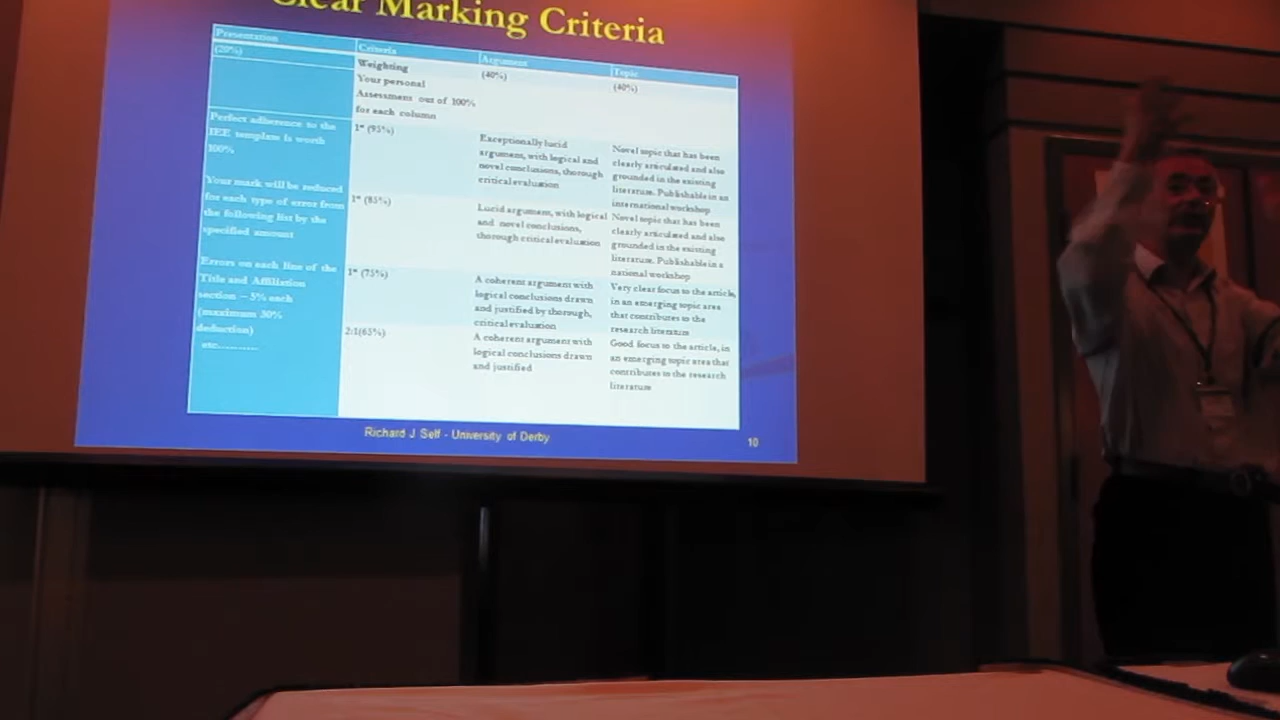 Clear Marking Criteria
Presentation
(20%)
Perfect adherence to the
IEE template is worth
100%
Your mark will be reduced
for each type of error from
the following list by the
specified amount
Errors on each line of the
Title and Affiliation
section – 5% each
(maximum 30%
deduction)
etc...........
Criteria
Weighting
Your personal
Assessment out of 100%
for each column
Argument
(40%)
Topic
(40%)
1st (95%)
Exceptionally lucid
argument, with logical and
novel conclusions, thorough
critical evaluation
Novel topic that has been
clearly articulated and also
grounded in the existing
literature. Publishable in an
international workshop
1st (85%)
Lucid argument, with logical
and novel conclusions,
thorough critical evaluation
Novel topic that has been
clearly articulated and also
grounded in the existing
literature. Publishable in a
national workshop
1st (75%)
A coherent argument with
logical conclusions drawn
and justified by thorough,
critical evaluation
Very clear focus to the article,
in an emerging topic area
that contributes to the
research literature
2:1(65%)
A coherent argument with
logical conclusions drawn
and justified
Good focus to the article, in
an emerging topic area that
contributes to the research
literature
Richard J Self - University of Derby
10